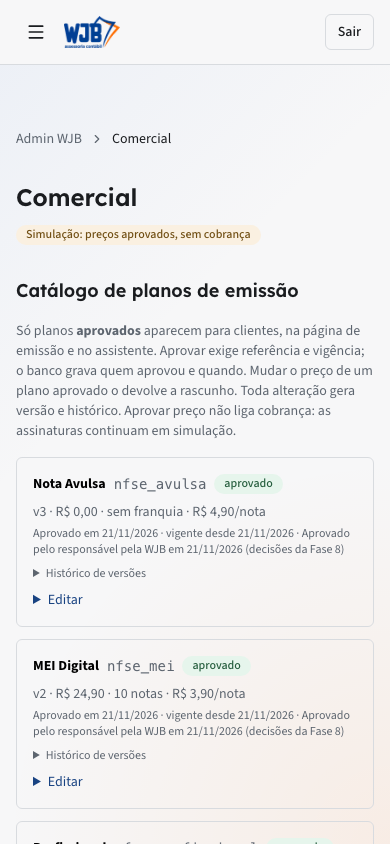 WJB
assessoria contábil
Sair
Admin WJB > Comercial
Comercial
Simulação: preços aprovados, sem cobrança
Catálogo de planos de emissão
Só planos aprovados aparecem para clientes, na página de
emissão e no assistente. Aprovar exige referência e vigência;
o banco grava quem aprovou e quando. Mudar o preço de um
plano aprovado o devolve a rascunho. Toda alteração gera
versão e histórico. Aprovar preço não liga cobrança: as
assinaturas continuam em simulação.
Nota Avulsa nfse_avulsa aprovado
v3 · R$ 0,00 · sem franquia · R$ 4,90/nota
Aprovado em 21/11/2026 · vigente desde 21/11/2026 · Aprovado
pelo responsável pela WJB em 21/11/2026 (decisões da Fase 8)
Histórico de versões
Editar
MEI Digital nfse_mei aprovado
v2 · R$ 24,90 · 10 notas · R$ 3,90/nota
Aprovado em 21/11/2026 · vigente desde 21/11/2026 · Aprovado
pelo responsável pela WJB em 21/11/2026 (decisões da Fase 8)
Histórico de versões
Editar